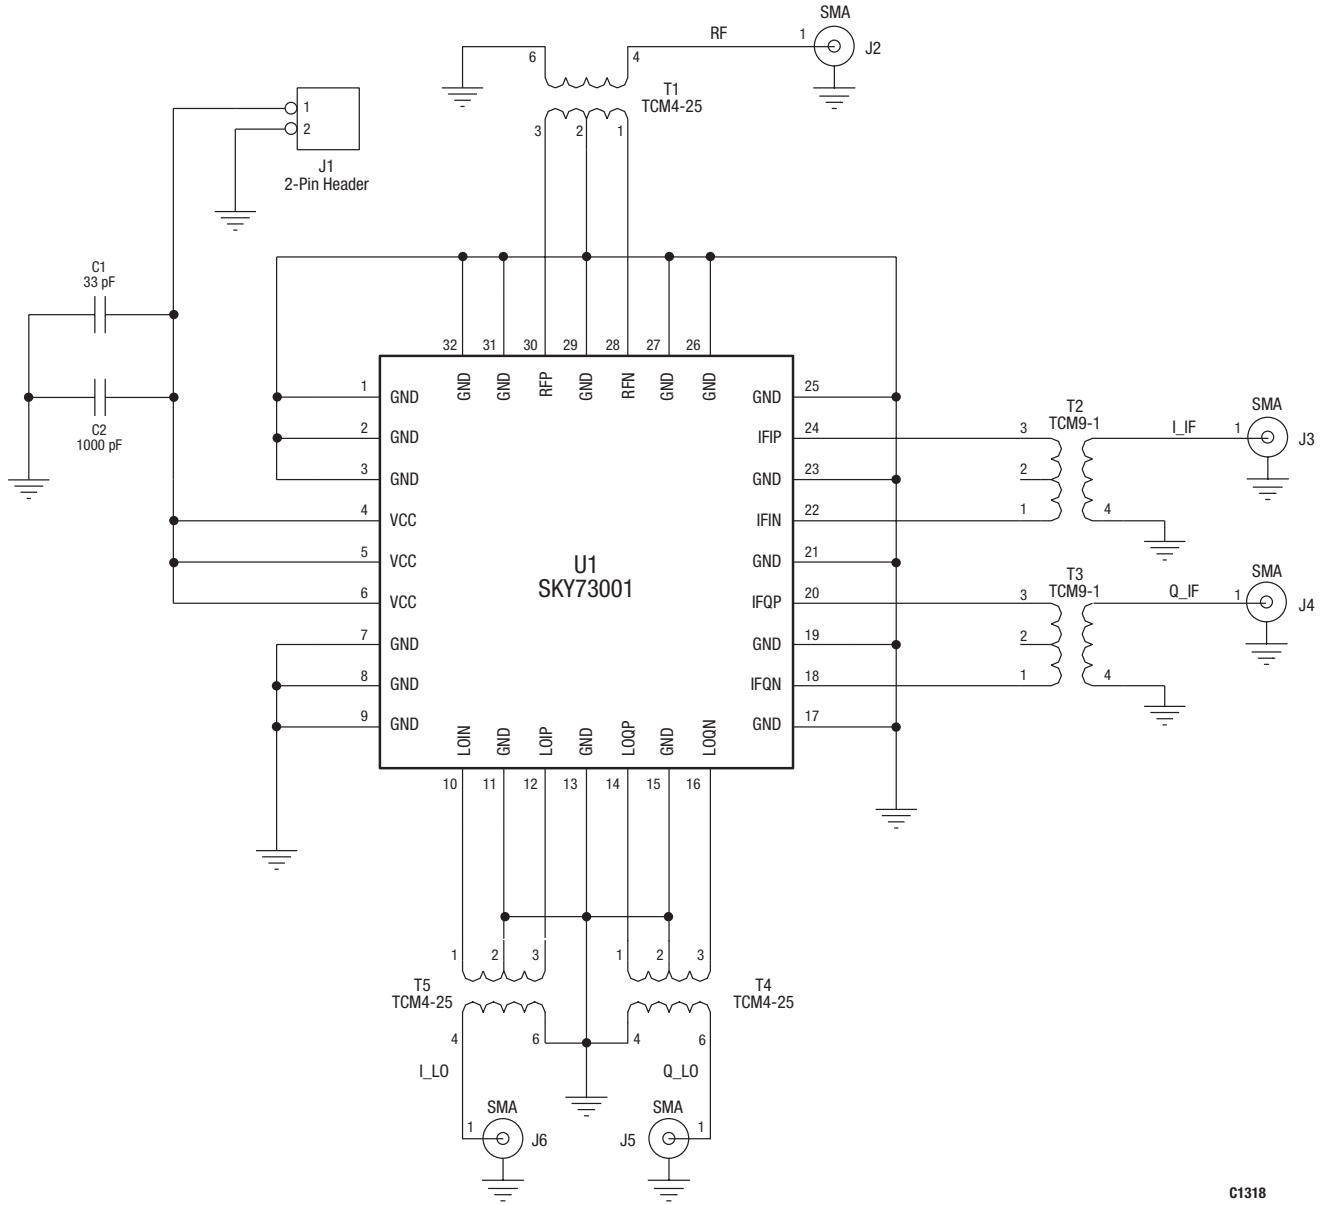 SMA
RF
1
J2
6
4
T1
TCM4-25
3
2
1
1
2
J1
2-Pin Header
C1
33 pF
C2
1000 pF
32
31
30
29
28
27
26
GND
GND
RFP
GND
RFN
GND
GND
1
GND
2
GND
3
GND
4
VCC
5
VCC
6
VCC
7
GND
8
GND
9
GND
U1
SKY73001
GND
25
IFIP
24
GND
23
IFIN
22
GND
21
IFQP
20
GND
19
IFQN
18
GND
17
LOIN
GND
LOIP
GND
LOQP
GND
LOQN
10
11
12
13
14
15
16
T2
TCM9-1
3
2
1
4
I_IF
1
SMA
J3
T3
TCM9-1
3
2
1
4
Q_IF
1
SMA
J4
1
2
3
T5
TCM4-25
4
6
I_LO
SMA
1
J6
1
2
3
T4
TCM4-25
4
6
Q_LO
SMA
1
J5
C1318